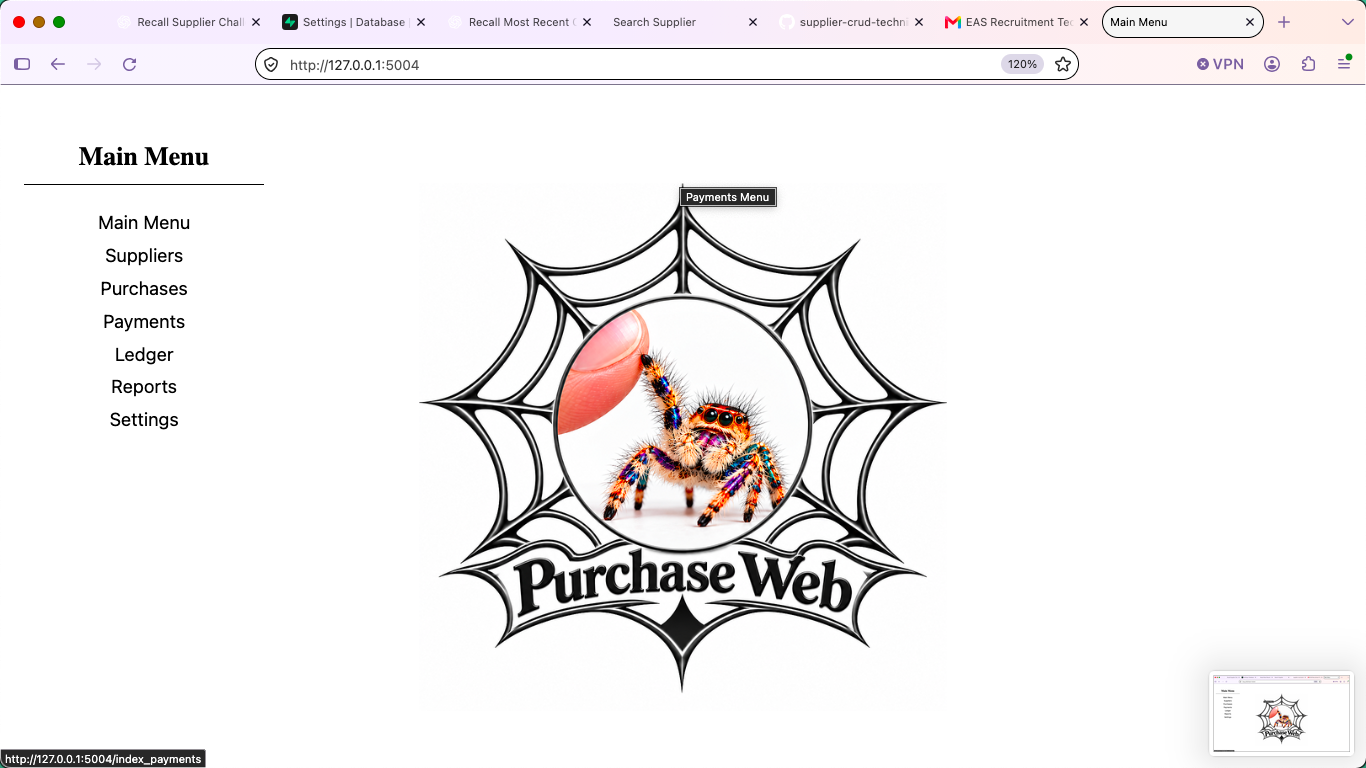 Recall Supplier Chall
Settings | Database
Recall Most Recent
Search Supplier
supplier-crud-techni
EAS Recruitment Tec
Main Menu
http://127.0.0.1:5004
120%
VPN
Main Menu
Main Menu
Suppliers
Purchases
Payments
Ledger
Reports
Settings
Payments Menu
Purchase Web
http://127.0.0.1:5004/index_payments